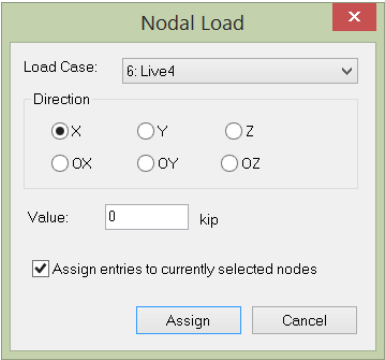 Nodal Load
Load Case: 6: Live4
Direction
X Y Z
OX OY OZ
Value: 0 kip
Assign entries to currently selected nodes
Assign Cancel